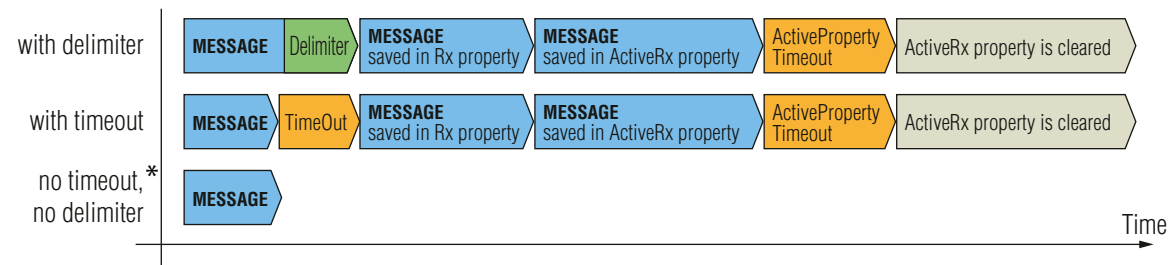 with delimiter
MESSAGE
Delimiter
MESSAGE
saved in Rx property
MESSAGE
saved in ActiveRx property
ActiveProperty
Timeout
ActiveRx property is cleared
with timeout
MESSAGE
TimeOut
MESSAGE
saved in Rx property
MESSAGE
saved in ActiveRx property
ActiveProperty
Timeout
ActiveRx property is cleared
no timeout,*
no delimiter
MESSAGE
Time